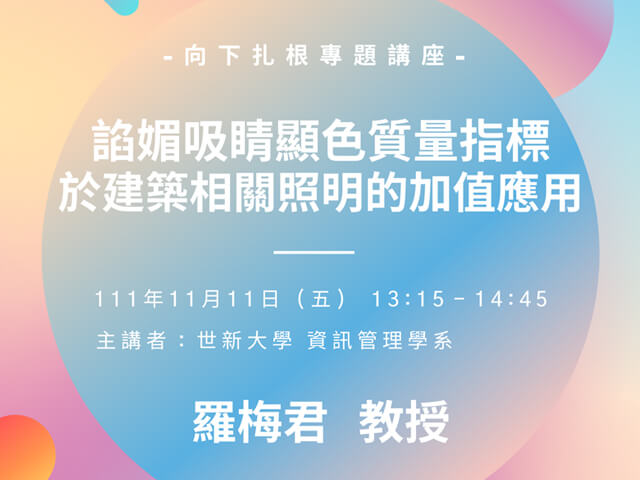 -向下扎根專題講座-
諂媚吸睛顯色質量指標
於建築相關照明的加值應用
111年11月11日（五） 13:15－14:45
主講者：世新大學 資訊管理學系
羅梅君 教授